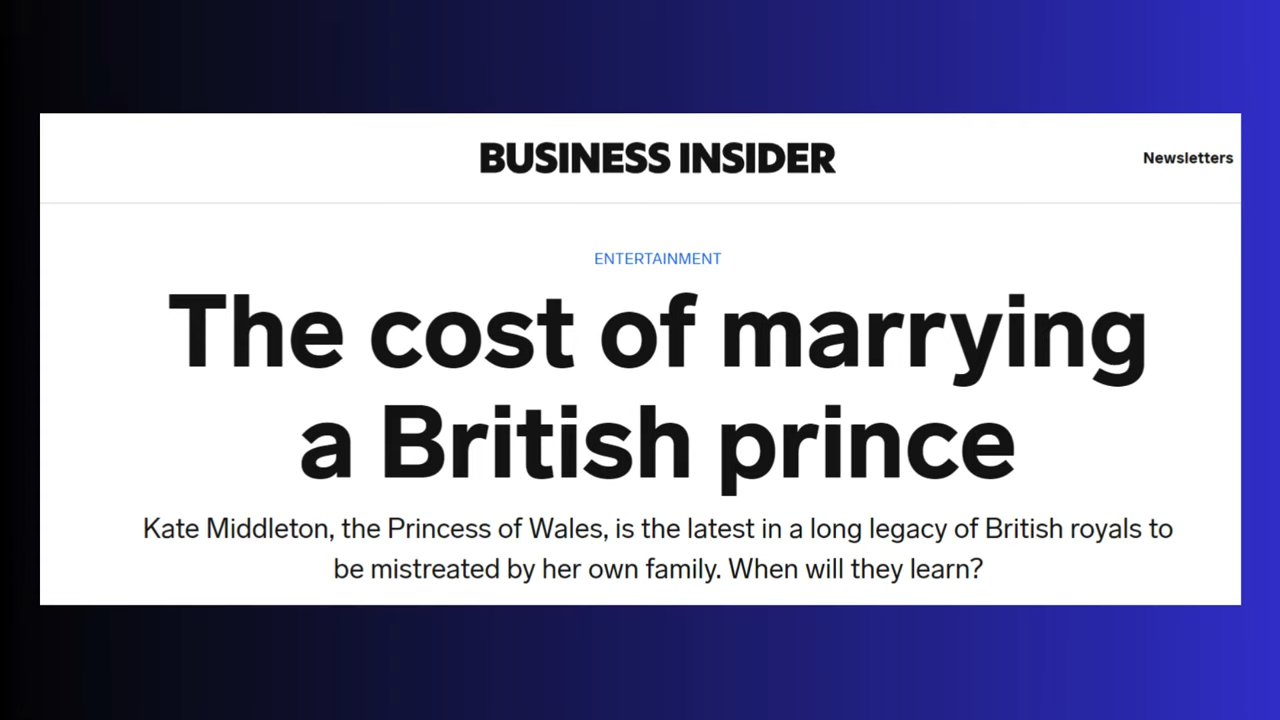 BUSINESS INSIDER
Newsletters
ENTERTAINMENT
The cost of marrying
a British prince
Kate Middleton, the Princess of Wales, is the latest in a long legacy of British royals to
be mistreated by her own family. When will they learn?